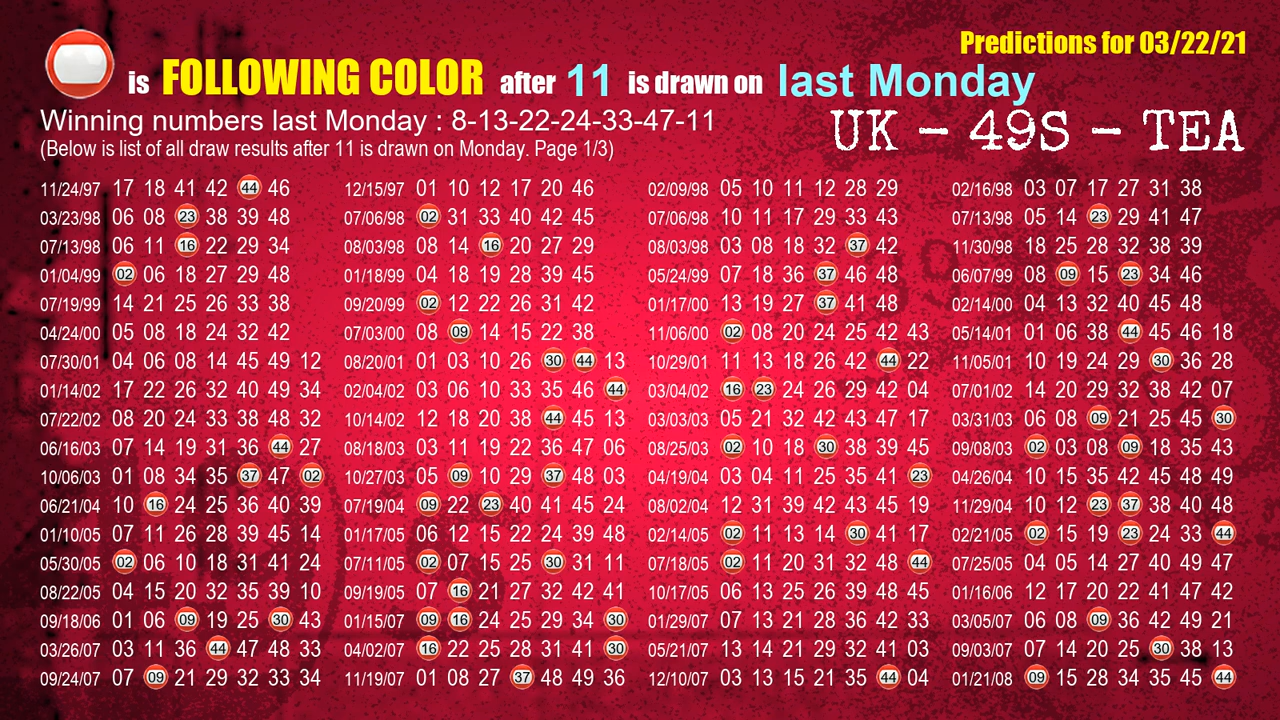 Predictions for 03/22/21
is FOLLOWING COLOR after 11 is drawn on last Monday
Winning numbers last Monday : 8-13-22-24-33-47-11
UK - 49S - TEA
(Below is list of all draw results after 11 is drawn on Monday. Page 1/3)
11/24/97 17 18 41 42 44 46 12/15/97 01 10 12 17 20 46 02/09/98 05 10 11 12 28 29 02/16/98 03 07 17 27 31 38
03/23/98 06 08 23 38 39 48 07/06/98 02 31 33 40 42 45 07/06/98 10 11 17 29 33 43 07/13/98 05 14 23 29 41 47
07/13/98 06 11 16 22 29 34 08/03/98 08 14 16 20 27 29 08/03/98 03 08 18 32 37 42 11/30/98 18 25 28 32 38 39
01/04/99 02 06 18 27 29 48 01/18/99 04 18 19 28 39 45 05/24/99 07 18 36 37 46 48 06/07/99 08 09 15 23 34 46
07/19/99 14 21 25 26 33 38 09/20/99 02 12 22 26 31 42 01/17/00 13 19 27 37 41 48 02/14/00 04 13 32 40 45 48
04/24/00 05 08 18 24 32 42 07/03/00 08 09 14 15 22 38 11/06/00 02 08 20 24 25 42 43 05/14/01 01 06 38 44 45 46 18
07/30/01 04 06 08 14 45 49 12 08/20/01 01 03 10 26 30 44 13 10/29/01 11 13 18 26 42 44 22 11/05/01 10 19 24 29 30 36 28
01/14/02 17 22 26 32 40 49 34 02/04/02 03 06 10 33 35 46 44 03/04/02 16 23 24 26 29 42 04 07/01/02 14 20 29 32 38 42 07
07/22/02 08 20 24 33 38 48 32 10/14/02 12 18 20 38 44 45 13 03/03/03 05 21 32 42 43 47 17 03/31/03 06 08 09 21 25 45 30
06/16/03 07 14 19 31 36 44 27 08/18/03 03 11 19 22 36 47 06 08/25/03 02 10 18 30 38 39 45 09/08/03 02 03 08 09 18 35 43
10/06/03 01 08 34 35 37 47 02 10/27/03 05 09 10 29 37 48 03 04/19/04 03 04 11 25 35 41 23 04/26/04 10 15 35 42 45 48 49
06/21/04 10 16 24 25 36 40 39 07/19/04 09 22 23 40 41 45 24 08/02/04 12 31 39 42 43 45 19 11/29/04 10 12 23 37 38 40 48
01/10/05 07 11 26 28 39 45 14 01/17/05 06 12 15 22 24 39 48 02/14/05 02 11 13 14 30 41 17 02/21/05 02 15 19 23 24 33 44
05/30/05 02 06 10 18 31 41 24 07/11/05 02 07 15 25 30 31 11 07/18/05 02 11 20 31 32 48 44 07/25/05 04 05 14 27 40 49 47
08/22/05 04 15 20 32 35 39 10 09/19/05 07 16 21 27 32 42 41 10/17/05 06 13 25 26 39 48 45 01/16/06 12 17 20 22 41 47 42
09/18/06 01 06 09 19 25 30 43 01/15/07 09 16 24 25 29 34 30 01/29/07 07 13 21 28 36 42 33 03/05/07 06 08 09 36 42 49 21
03/26/07 03 11 36 44 47 48 33 04/02/07 16 22 25 28 31 41 30 05/21/07 13 14 21 29 32 41 03 09/03/07 07 14 20 25 30 38 13
09/24/07 07 09 21 29 32 33 34 11/19/07 01 08 27 37 48 49 36 12/10/07 03 13 15 21 35 44 04 01/21/08 09 15 28 34 35 45 44